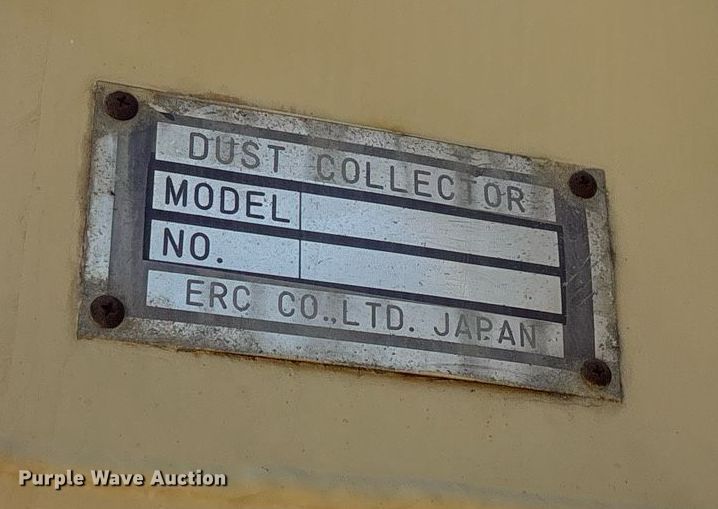 DUST COLLECTOR
MODEL
NO.
ERC CO.,LTD. JAPAN
Purple Wave Auction